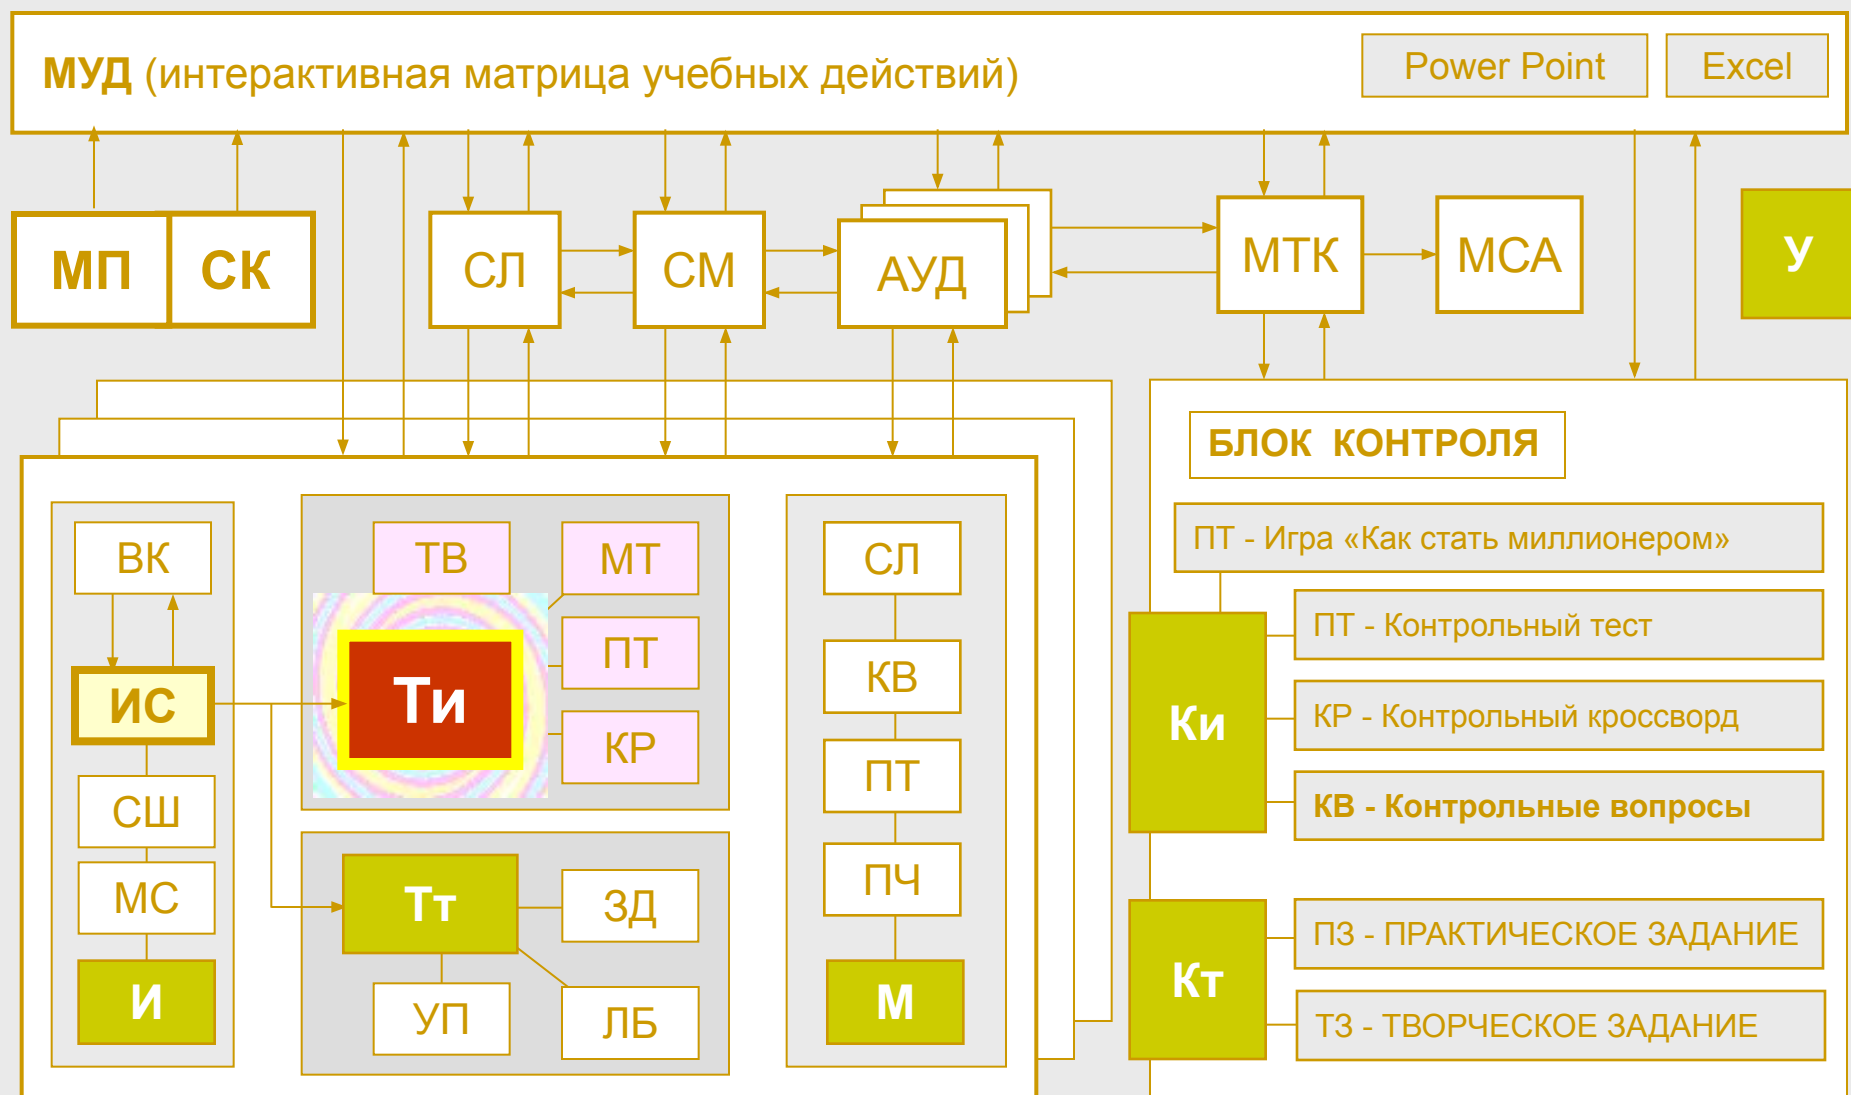 МУД (интерактивная матрица учебных действий)
Power Point
Excel
МП
СК
СЛ
СМ
АУД
МТК
МСА
У
БЛОК КОНТРОЛЯ
ВК
ИС
СШ
МС
И
ТВ
МТ
ПТ
КР
Ти
Тт
ЗД
УП
ЛБ
СЛ
КВ
ПТ
ПЧ
М
ПТ - Игра «Как стать миллионером»
Ки
ПТ - Контрольный тест
КР - Контрольный кроссворд
КВ - Контрольные вопросы
Кт
ПЗ - ПРАКТИЧЕСКОЕ ЗАДАНИЕ
ТЗ - ТВОРЧЕСКОЕ ЗАДАНИЕ